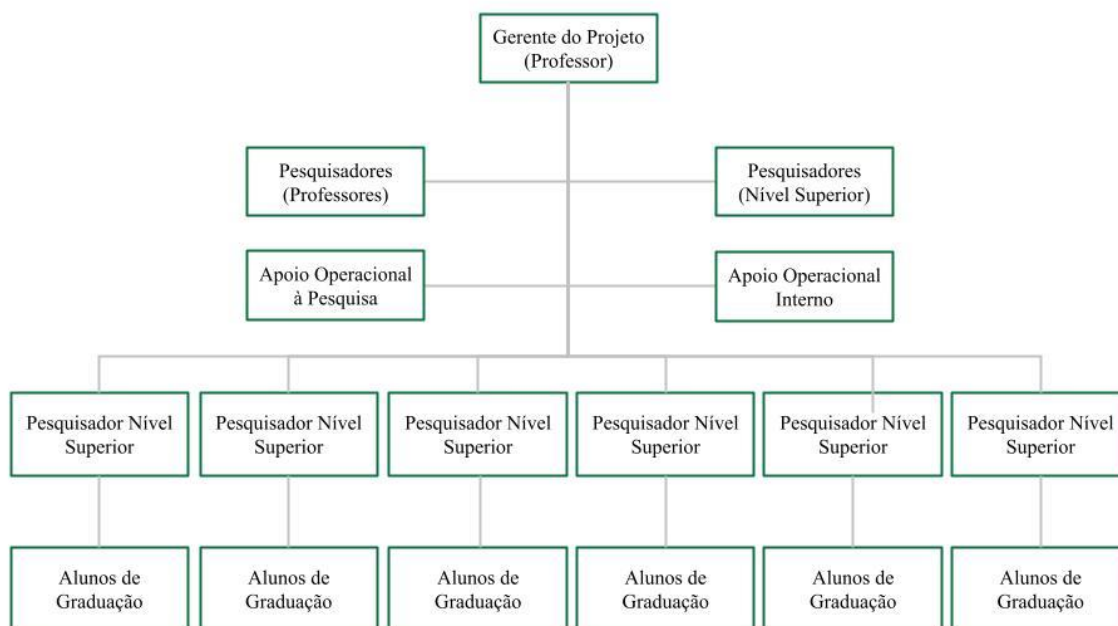 Gerente do Projeto
(Professor)
Pesquisadores
(Professores)
Pesquisadores
(Nível Superior)
Apoio Operacional
à Pesquisa
Apoio Operacional
Interno
Pesquisador Nível
Superior
Pesquisador Nível
Superior
Pesquisador Nível
Superior
Pesquisador Nível
Superior
Pesquisador Nível
Superior
Pesquisador Nível
Superior
Alunos de
Graduação
Alunos de
Graduação
Alunos de
Graduação
Alunos de
Graduação
Alunos de
Graduação
Alunos de
Graduação